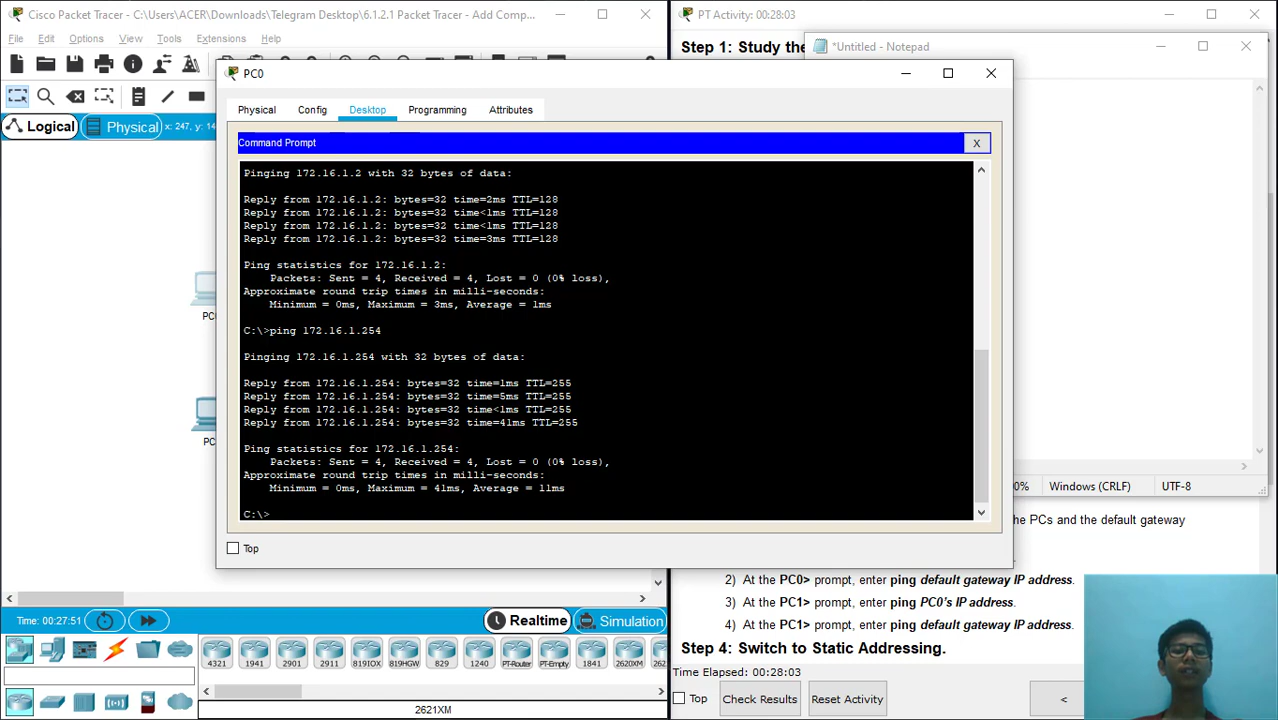 Cisco Packet Tracer - C:\Users\ACER\Downloads\Telegram Desktop\6.1.2.1 Packet Tracer - Add Comp...
File Edit Options View Tools Extensions Help
Logical
Physical
x: 247, y: 14
PC0
Physical Config Desktop Programming Attributes
Command Prompt
X
Pinging 172.16.1.2 with 32 bytes of data:
Reply from 172.16.1.2: bytes=32 time=2ms TTL=128
Reply from 172.16.1.2: bytes=32 time<1ms TTL=128
Reply from 172.16.1.2: bytes=32 time<1ms TTL=128
Reply from 172.16.1.2: bytes=32 time=3ms TTL=128
Ping statistics for 172.16.1.2:
Packets: Sent = 4, Received = 4, Lost = 0 (0% loss),
Approximate round trip times in milli-seconds:
Minimum = 0ms, Maximum = 3ms, Average = 1ms
C:\>ping 172.16.1.254
Pinging 172.16.1.254 with 32 bytes of data:
Reply from 172.16.1.254: bytes=32 time=1ms TTL=255
Reply from 172.16.1.254: bytes=32 time=5ms TTL=255
Reply from 172.16.1.254: bytes=32 time<1ms TTL=255
Reply from 172.16.1.254: bytes=32 time=41ms TTL=255
Ping statistics for 172.16.1.254:
Packets: Sent = 4, Received = 4, Lost = 0 (0% loss),
Approximate round trip times in milli-seconds:
Minimum = 0ms, Maximum = 41ms, Average = 11ms
C:\>
Top
PC
PC
Time: 00:27:51
Realtime
Simulation
4321 1941 2901 2911 819IOX 819HGW 829 1240 PT-Router PT-Empty 1841 2620XM 262
2621XM
PT Activity: 00:28:03
Step 1: Study the
*Untitled - Notepad
0% Windows (CRLF) UTF-8
he PCs and the default gateway
2) At the PC0> prompt, enter ping default gateway IP address.
3) At the PC1> prompt, enter ping PC0's IP address.
4) At the PC1> prompt, enter ping default gateway IP address.
Step 4: Switch to Static Addressing.
Time Elapsed: 00:28:03
Top
Check Results
Reset Activity
<